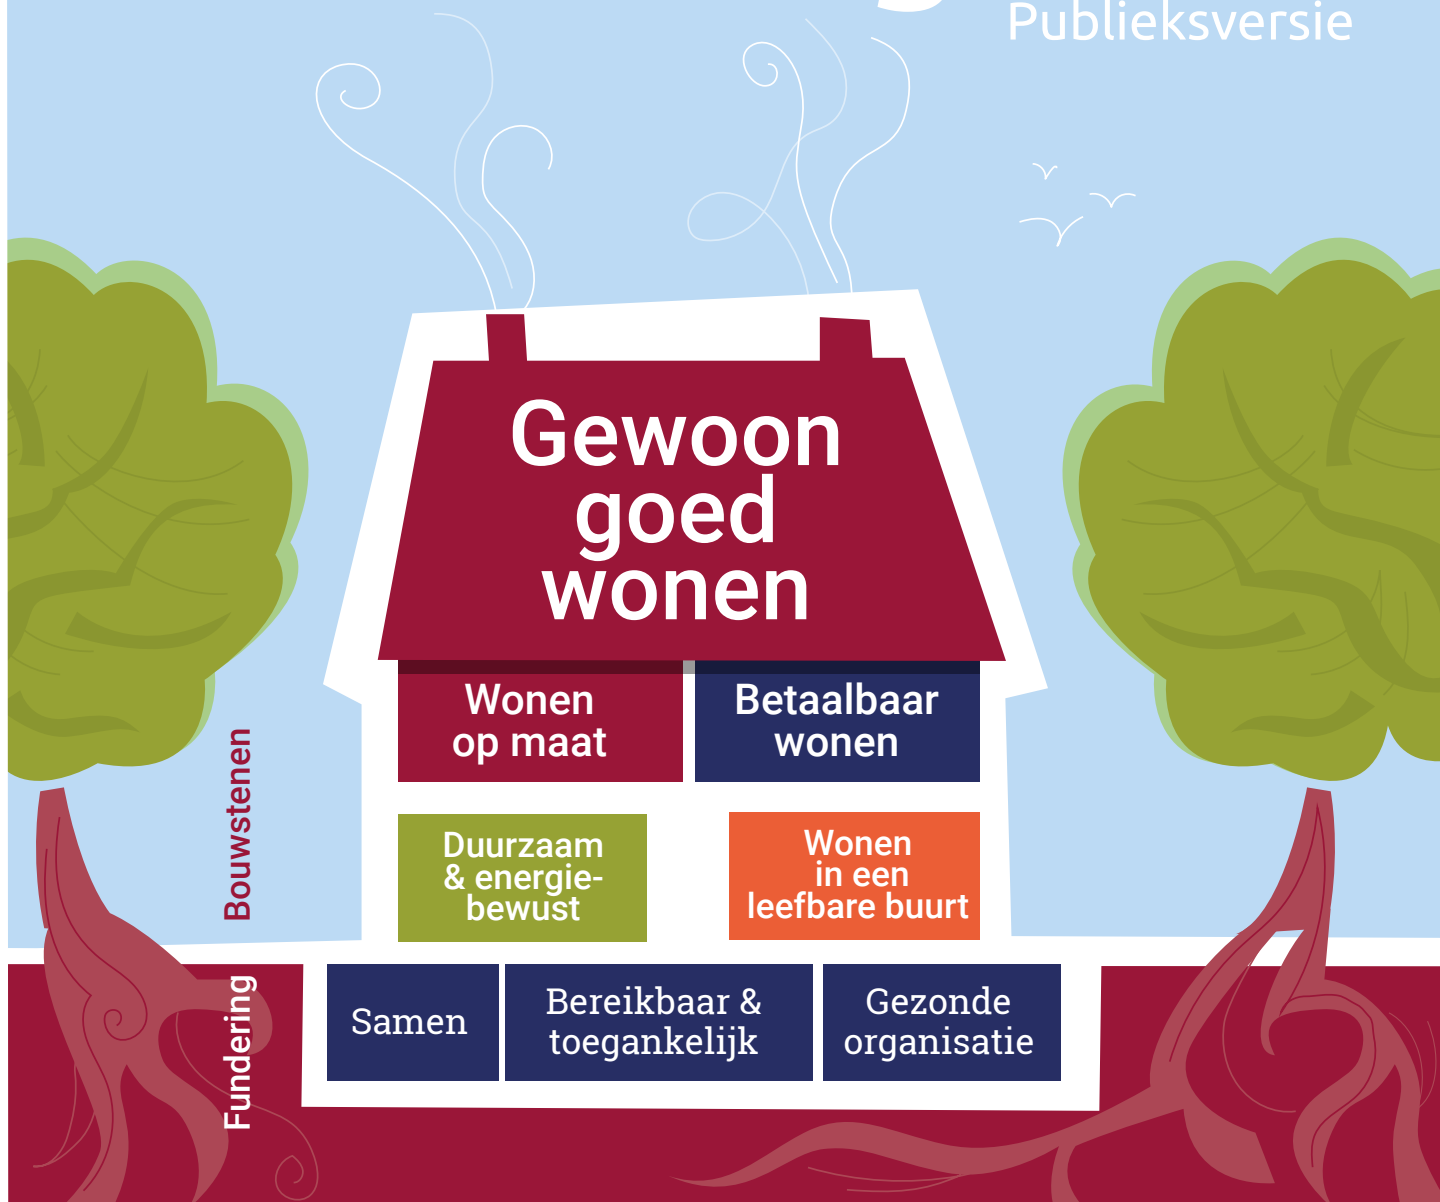 Publieksversie
Gewoon
goed
wonen
Wonen
op maat
Betaalbaar
wonen
Duurzaam
& energie-
bewust
Wonen
in een
leefbare buurt
Bouwstenen
Samen
Bereikbaar &
toegankelijk
Gezonde
organisatie
Fundering